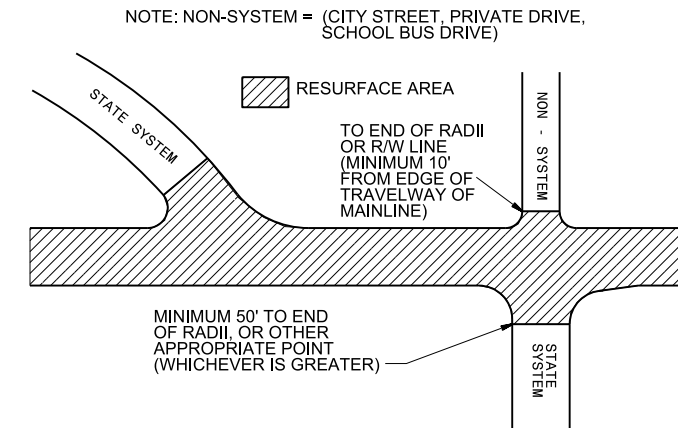 NOTE: NON-SYSTEM = (CITY STREET, PRIVATE DRIVE,
SCHOOL BUS DRIVE)
STATE SYSTEM
RESURFACE AREA
TO END OF RADII
OR R/W LINE
(MINIMUM 10'
FROM EDGE OF
TRAVELWAY OF
MAINLINE)
NON - SYSTEM
MINIMUM 50' TO END
OF RADII, OR OTHER
APPROPRIATE POINT
(WHICHEVER IS GREATER)
STATE
SYSTEM